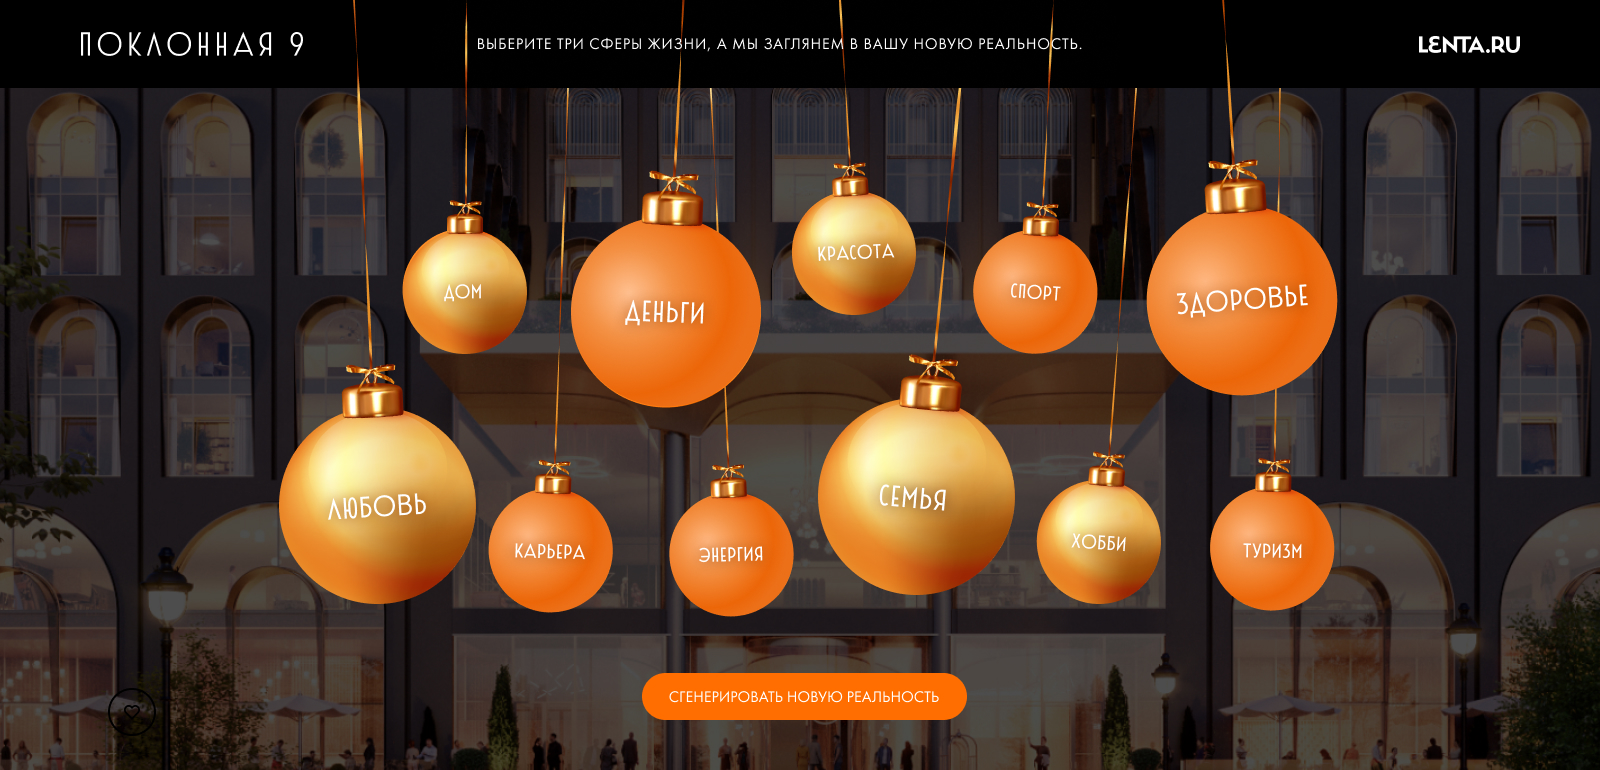 ПОКЛОННАЯ 9
ВЫБЕРИТЕ ТРИ СФЕРЫ ЖИЗНИ, А МЫ ЗАГЛЯНЕМ В ВАШУ НОВУЮ РЕАЛЬНОСТЬ.
LENTA.RU
ДОМ
ДЕНЬГИ
КРАСОТА
СПОРТ
ЗДОРОВЬЕ
ЛЮБОВЬ
КАРЬЕРА
ЭНЕРГИЯ
СЕМЬЯ
ХОББИ
ТУРИЗМ
СГЕНЕРИРОВАТЬ НОВУЮ РЕАЛЬНОСТЬ